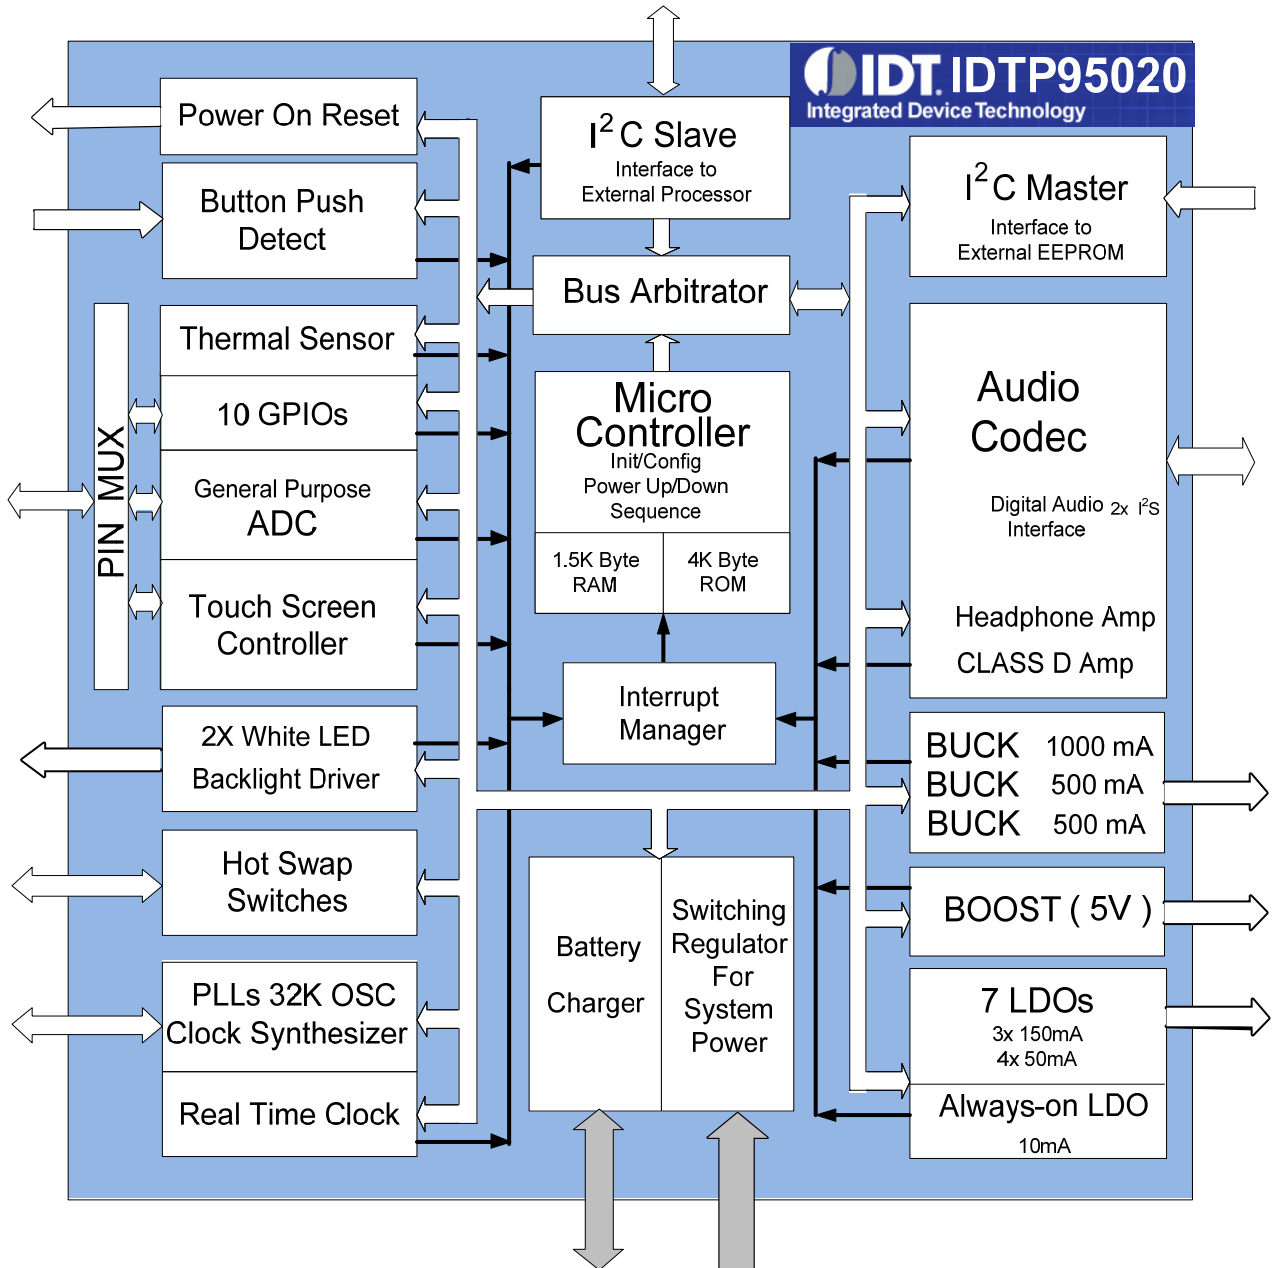 IDT. IDTP95020
Integrated Device Technology
Power On Reset
Button Push
Detect
Thermal Sensor
10 GPIOs
General Purpose
ADC
Touch Screen
Controller
PIN MUX
2X White LED
Backlight Driver
Hot Swap
Switches
PLLs 32K OSC
Clock Synthesizer
Real Time Clock
I²C Slave
Interface to
External Processor
Bus Arbitrator
Micro
Controller
Init/Config
Power Up/Down
Sequence
1.5K Byte
RAM
4K Byte
ROM
Interrupt
Manager
Battery
Charger
Switching
Regulator
For
System
Power
I²C Master
Interface to
External EEPROM
Audio
Codec
Digital Audio 2x I²S
Interface
Headphone Amp
CLASS D Amp
BUCK 1000 mA
BUCK 500 mA
BUCK 500 mA
BOOST ( 5V )
7 LDOs
3x 150mA
4x 50mA
Always-on LDO
10mA